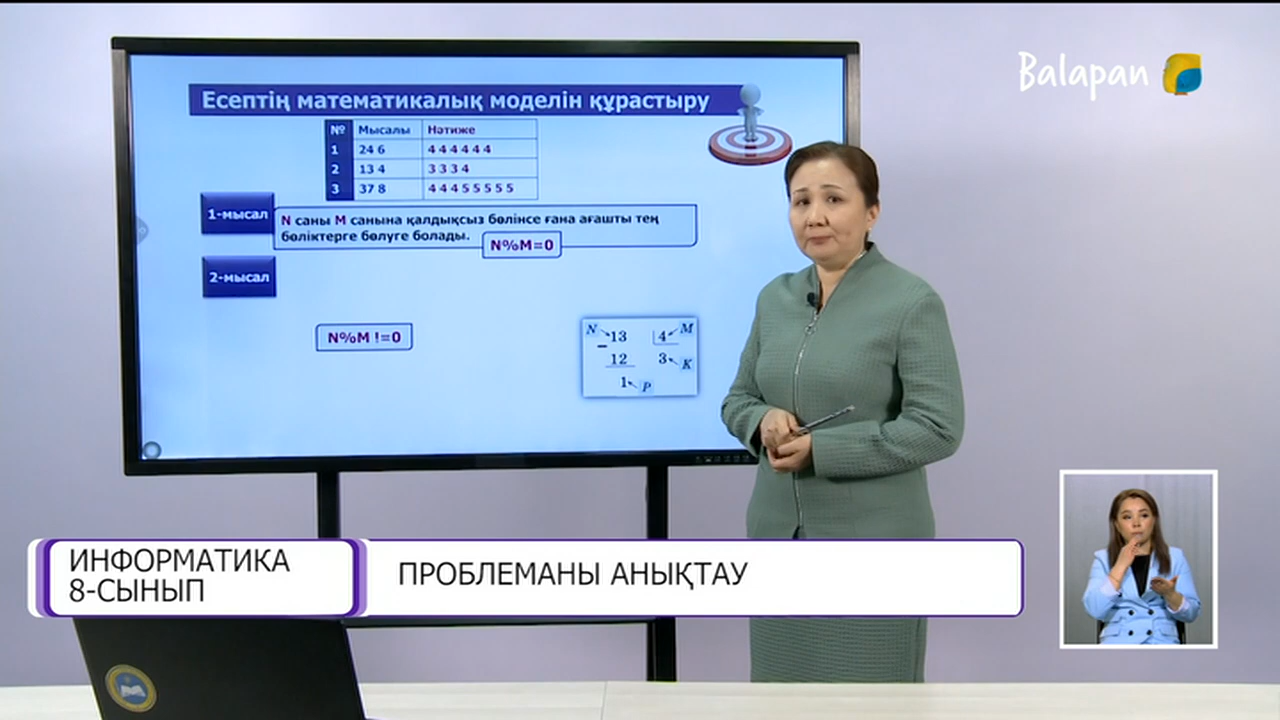 Balapan
Есептің математикалық моделін құрастыру
№ Мысалы Нәтиже
1 24 6 4 4 4 4 4 4
2 13 4 3 3 3 4
3 37 8 4 4 4 5 5 5 5 5
1-мысал
N саны M санына қалдықсыз бөлінсе ғана ағашты тең
бөліктерге бөлуге болады.
N%M=0
2-мысал
N%M !=0
N 13 4 M
12 3 K
1 P
ИНФОРМАТИКА
8-СЫНЫП
ПРОБЛЕМАНЫ АНЫҚТАУ